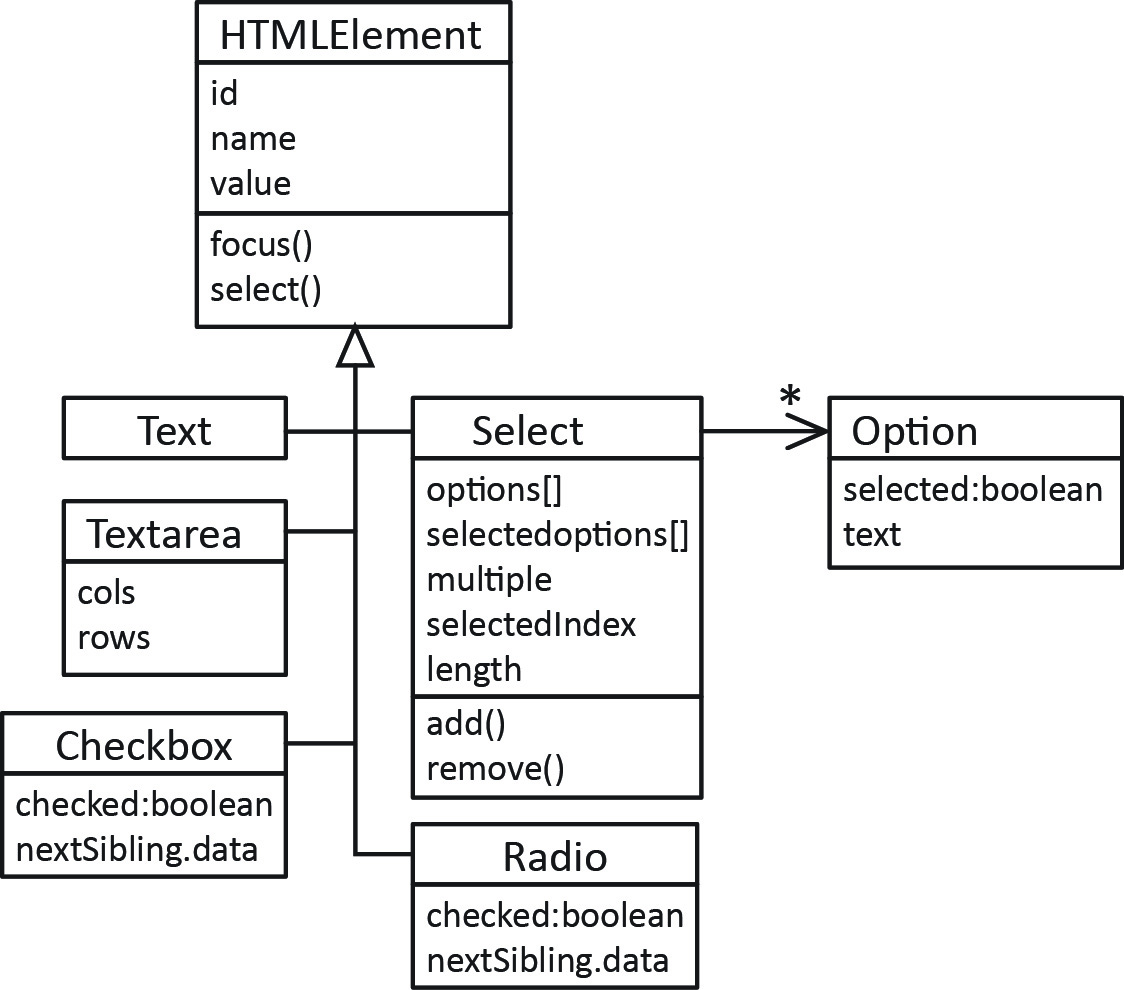 HTMLElement
id
name
value
focus()
select()
Text
Textarea
cols
rows
Checkbox
checked:boolean
nextSibling.data
Select
options[]
selectedoptions[]
multiple
selectedIndex
length
add()
remove()
*
Option
selected:boolean
text
Radio
checked:boolean
nextSibling.data